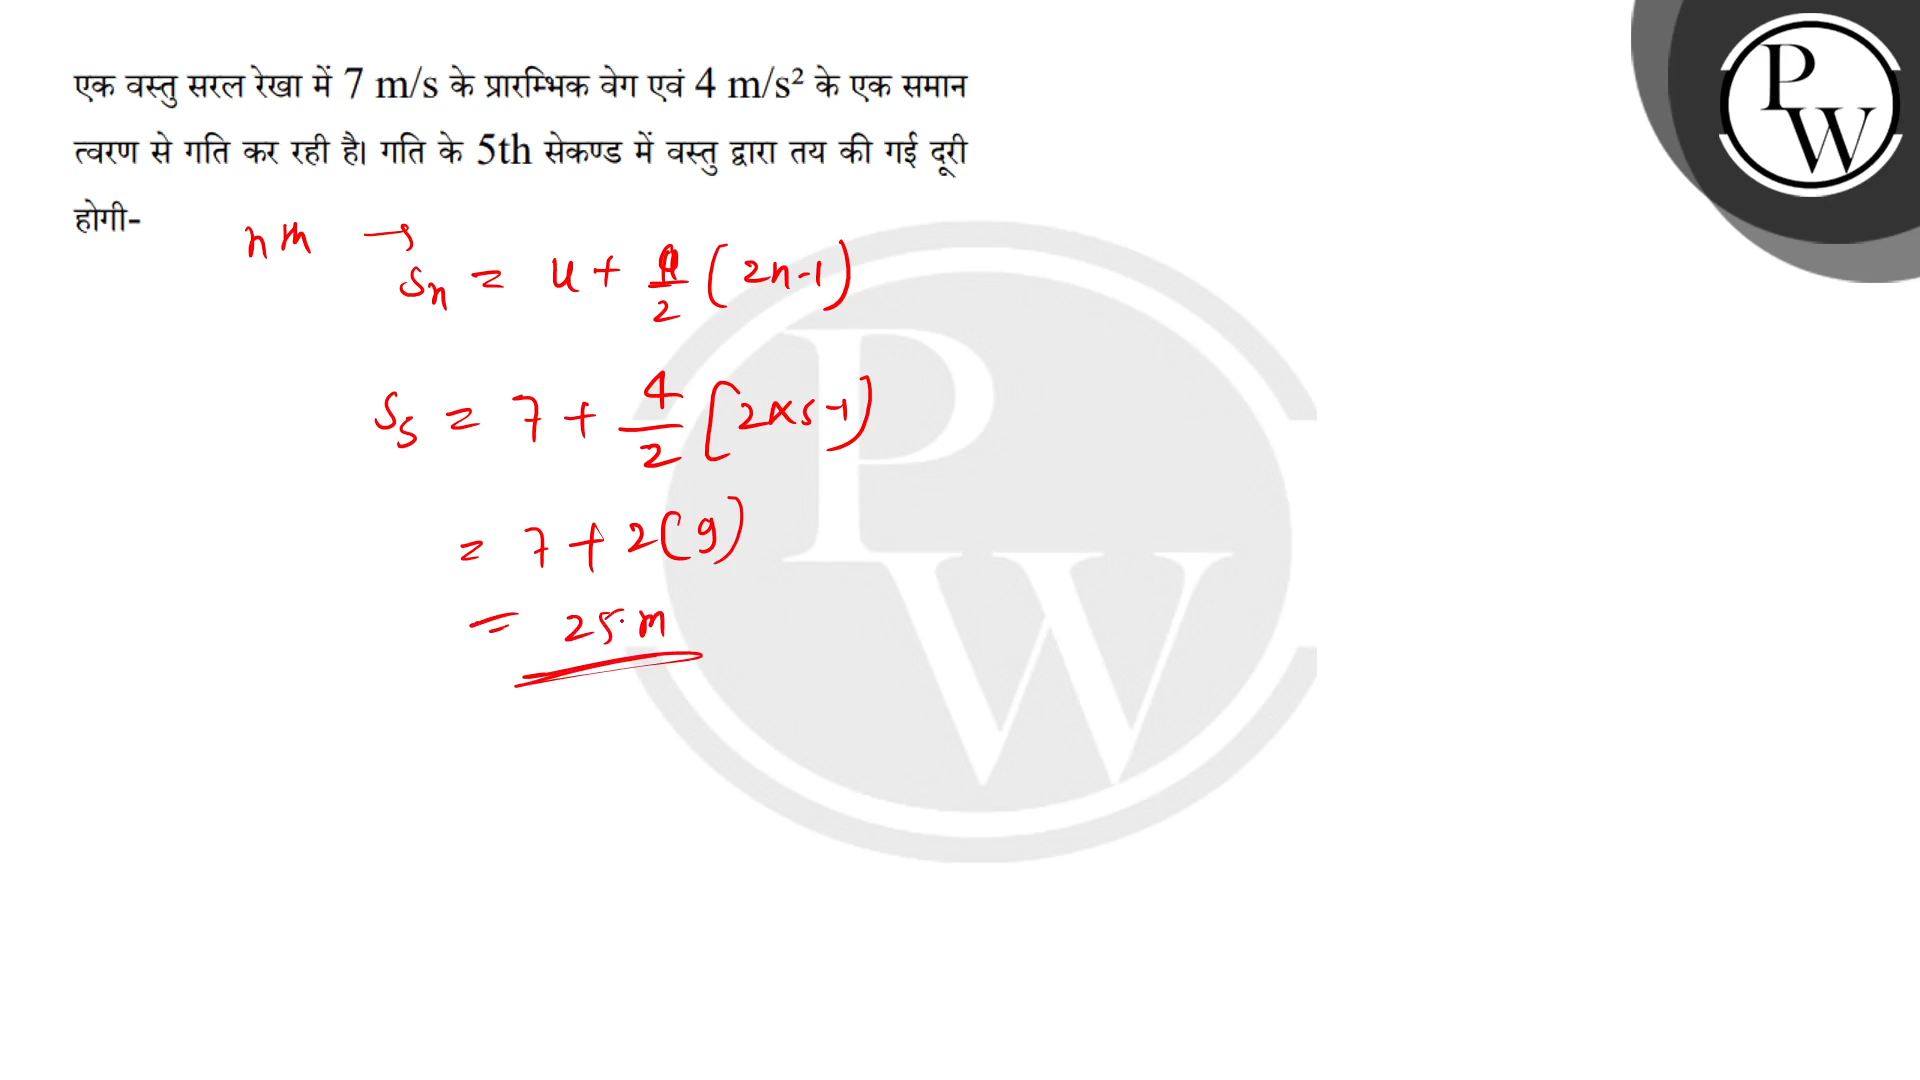 एक वस्तु सरल रेखा में 7 m/s के प्रारम्भिक वेग एवं 4 m/s² के एक समान
त्वरण से गति कर रही है। गति के 5th सेकण्ड में वस्तु द्वारा तय की गई दूरी
होगी-
nth →
Sn = u + a/2 (2n-1)
S5 = 7 + 4/2 [2×5-1)
= 7 + 2(9)
= 25 m
P
W
P
W